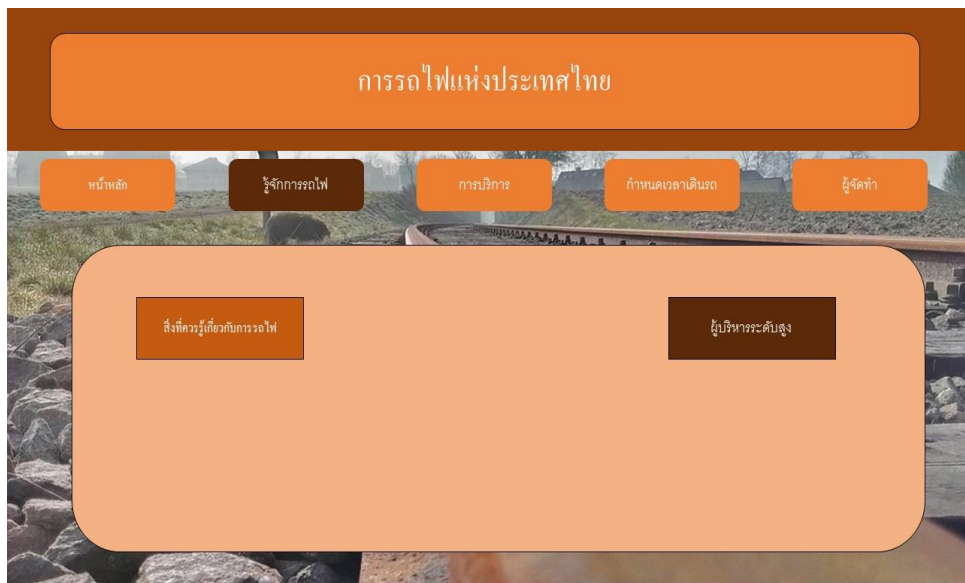 การรถไฟแห่งประเทศไทย
หน้าหลัก
รู้จักการรถไฟ
การบริการ
กำหนดเวลาเดินรถ
ผู้จัดทำ
สิ่งที่ควรรู้เกี่ยวกับการรถไฟ
ผู้บริหารระดับสูง